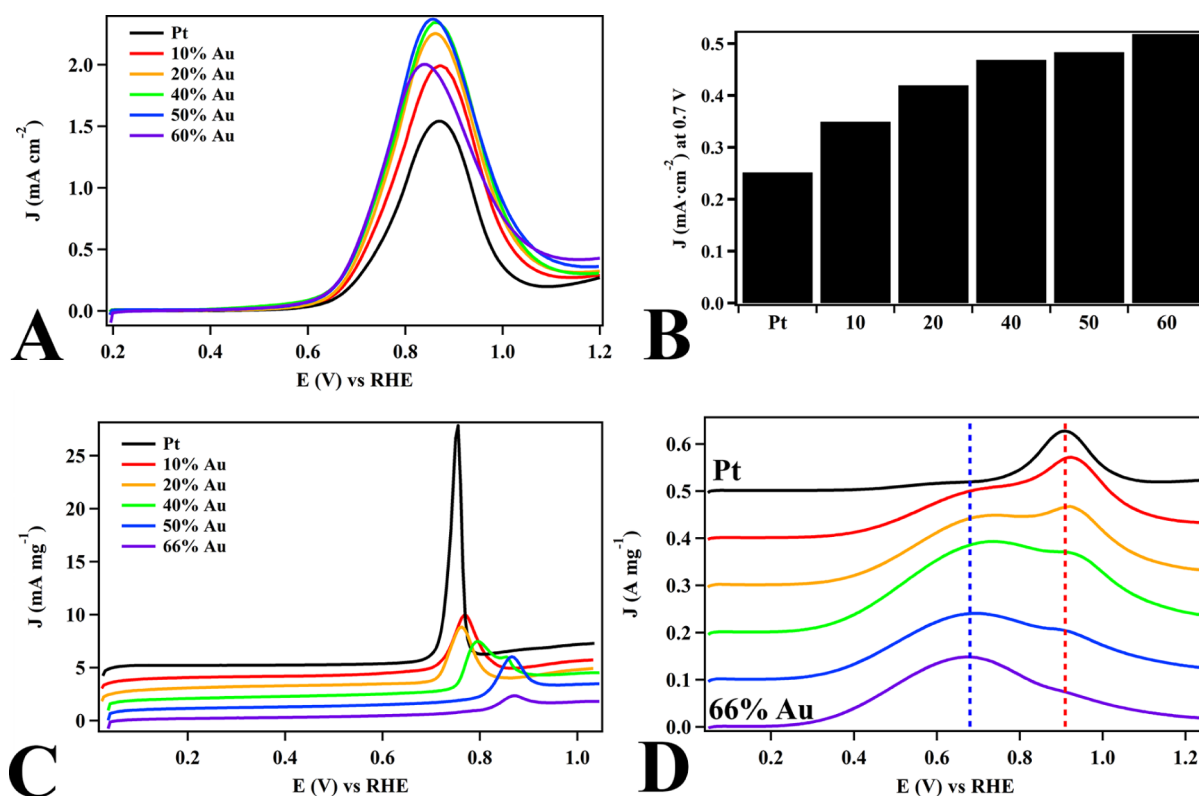 Pt
10% Au
20% Au
40% Au
50% Au
60% Au
2.0
1.5
1.0
0.5
0.0
J (mA cm-2)
0.2 0.4 0.6 0.8 1.0 1.2
E (V) vs RHE
A
0.5
0.4
0.3
0.2
0.1
0.0
J (mA·cm-2) at 0.7 V
Pt 10 20 40 50 60
B
Pt
10% Au
20% Au
40% Au
50% Au
66% Au
25
20
15
10
5
0
J (mA mg-1)
0.2 0.4 0.6 0.8 1.0
E (V) vs RHE
C
0.6
0.5
0.4
0.3
0.2
0.1
0.0
J (A mg-1)
Pt
66% Au
0.2 0.4 0.6 0.8 1.0 1.2
E (V) vs RHE
D